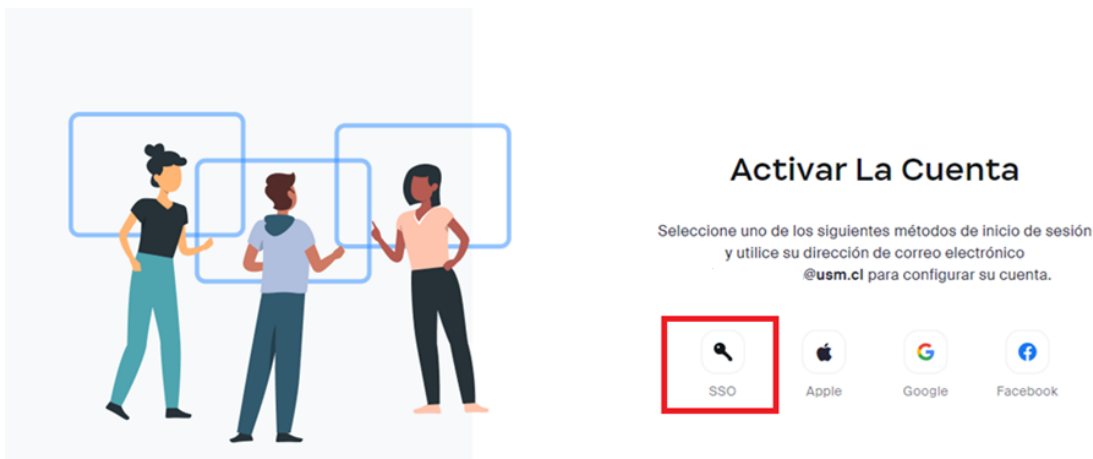 Activar La Cuenta
Seleccione uno de los siguientes métodos de inicio de sesión
y utilice su dirección de correo electrónico
@usm.cl para configurar su cuenta.
SSO Apple Google Facebook